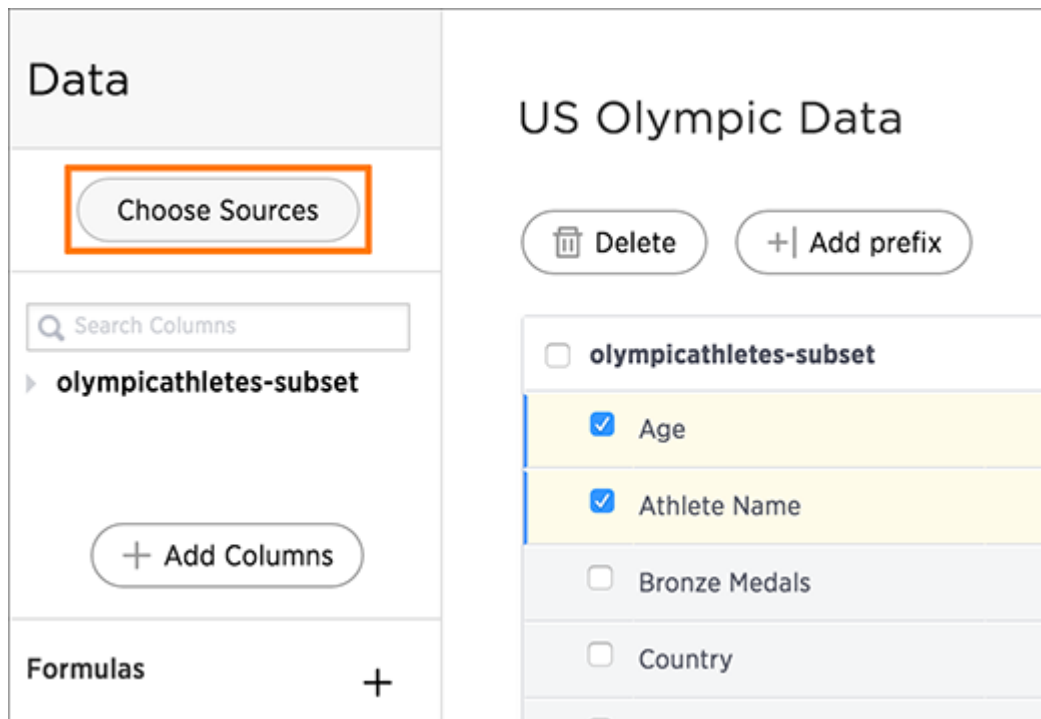 Data
Choose Sources
Search Columns
olympicathletes-subset
+ Add Columns
Formulas
+
US Olympic Data
Delete
+| Add prefix
olympicathletes-subset
Age
Athlete Name
Bronze Medals
Country